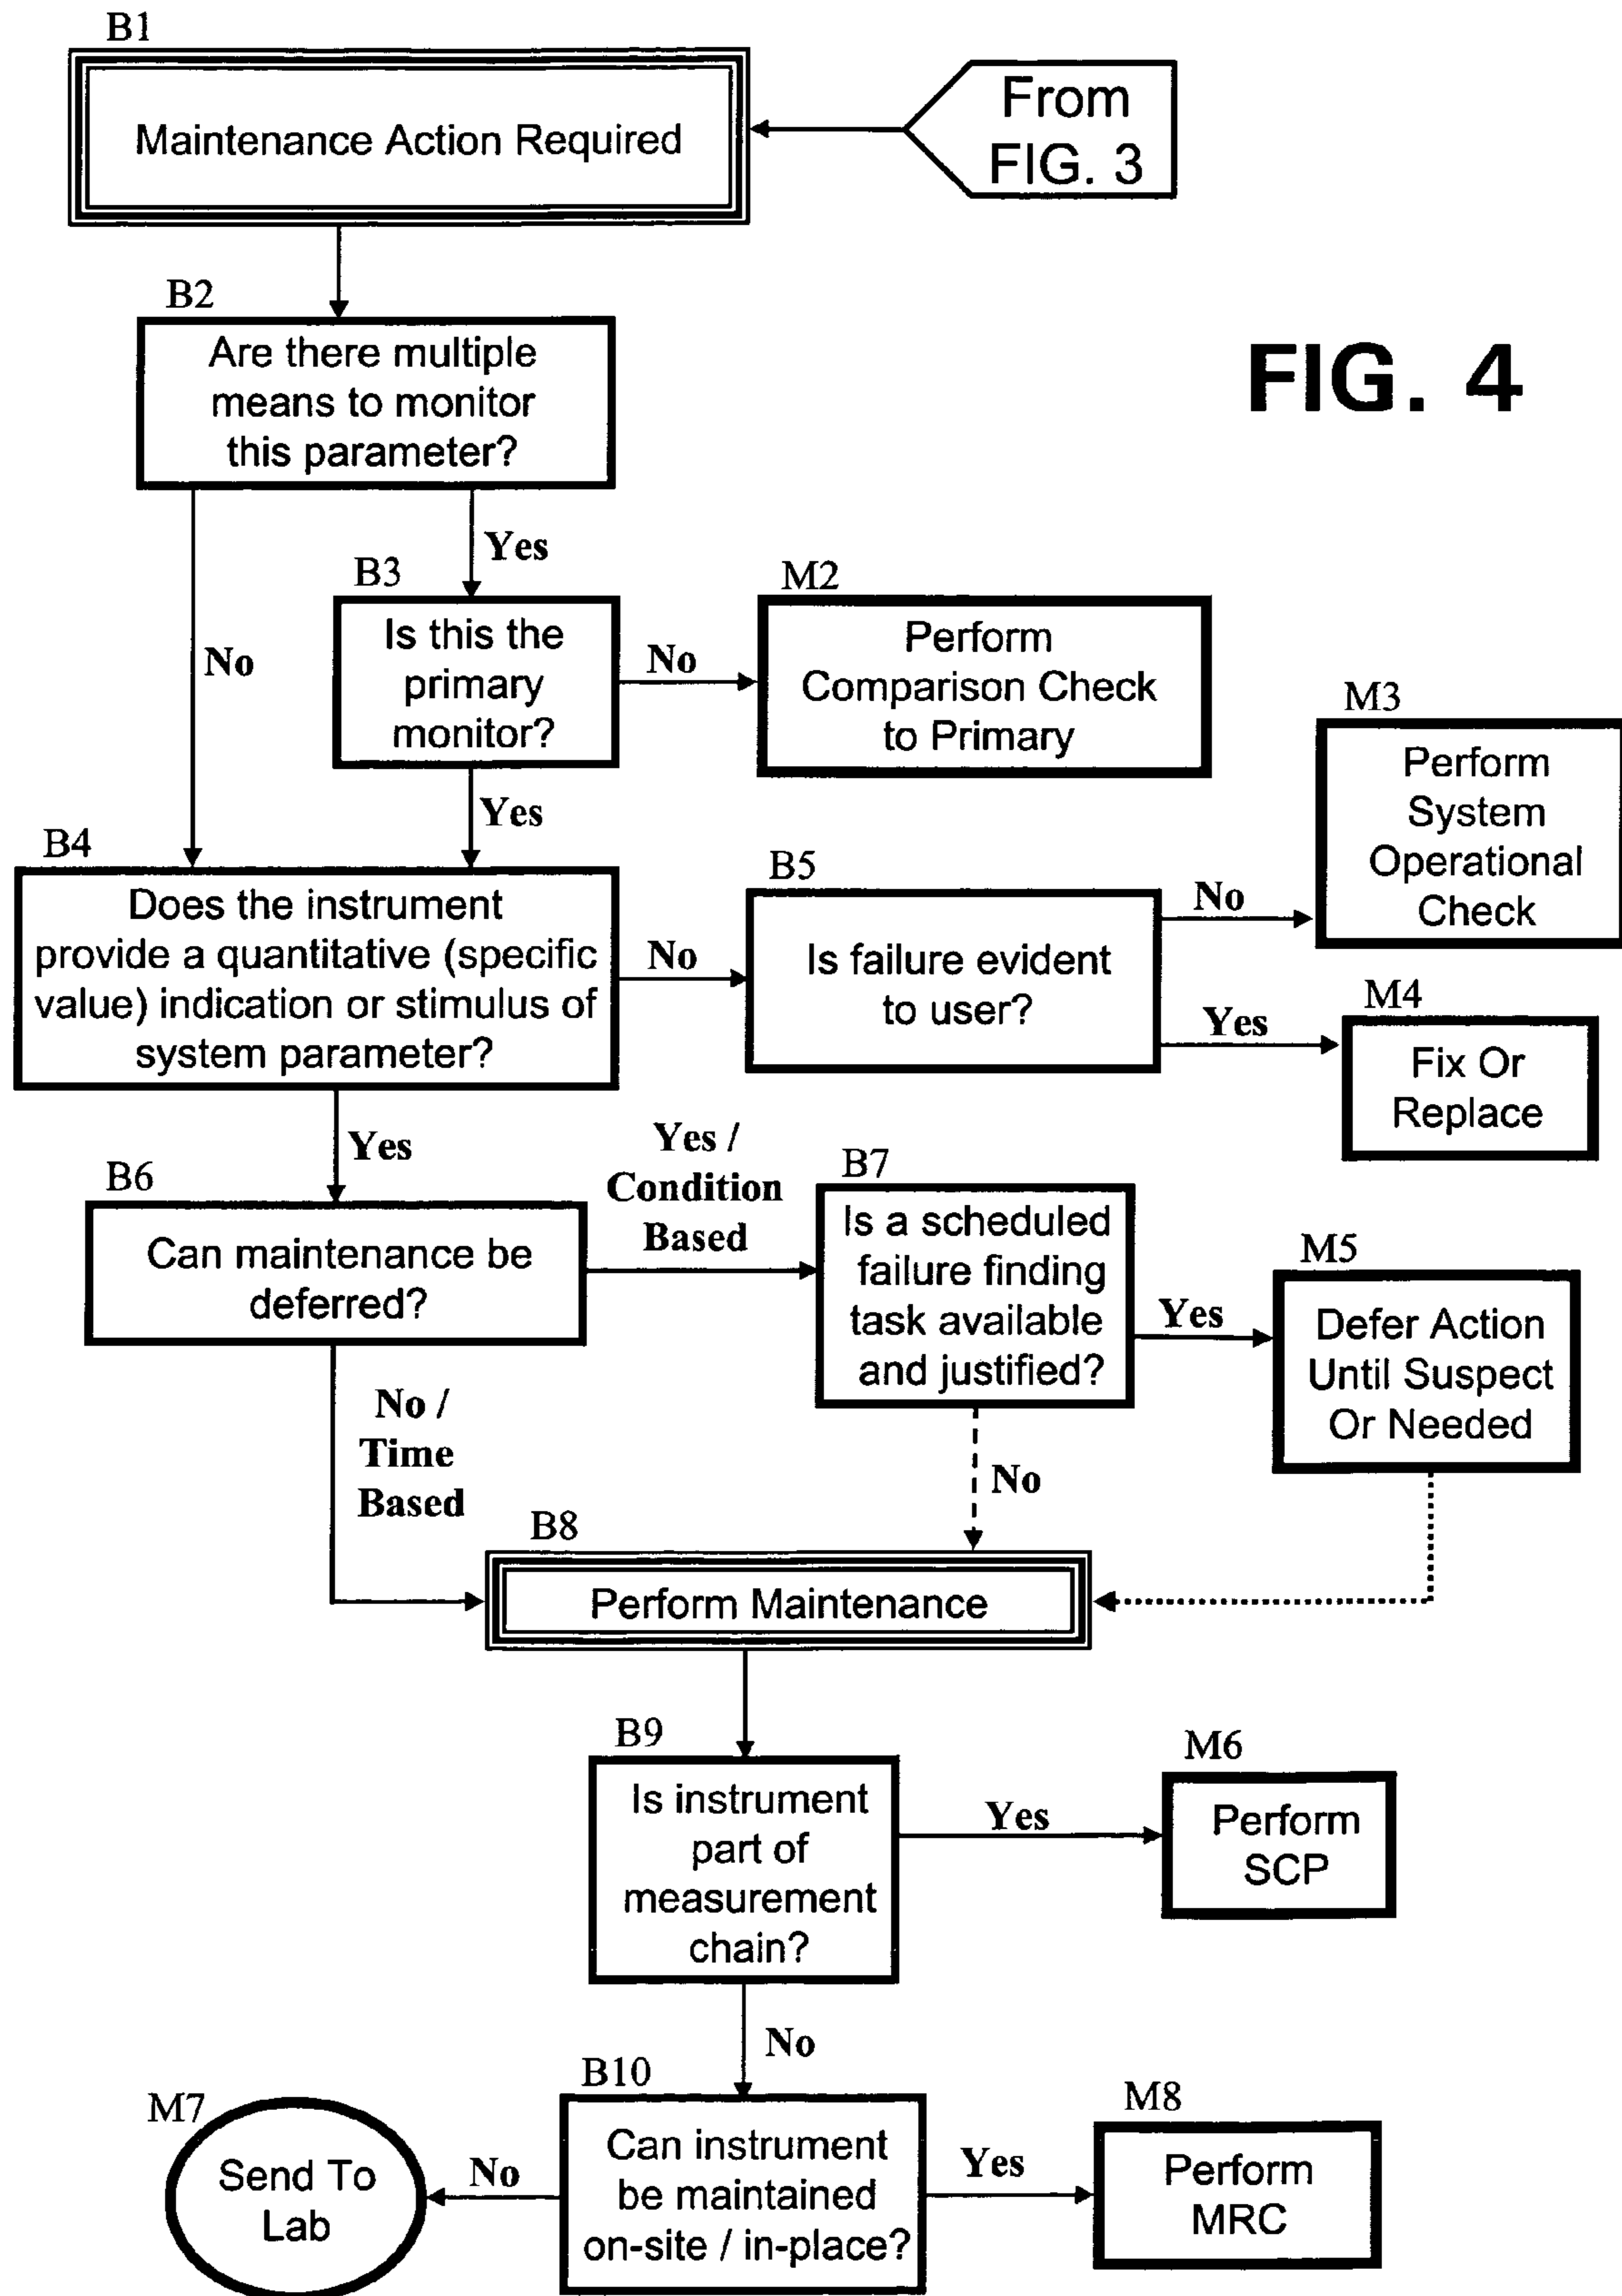 B1
Maintenance Action Required
From
FIG. 3
B2
Are there multiple
means to monitor
this parameter?
FIG. 4
Yes
No
B3
Is this the
primary
monitor?
No
M2
Perform
Comparison Check
to Primary
Yes
M3
Perform
System
Operational
Check
B4
Does the instrument
provide a quantitative (specific
value) indication or stimulus of
system parameter?
No
B5
Is failure evident
to user?
No
Yes
M4
Fix Or
Replace
Yes
B6
Can maintenance be
deferred?
Yes /
Condition
Based
B7
Is a scheduled
failure finding
task available
and justified?
Yes
M5
Defer Action
Until Suspect
Or Needed
No /
Time
Based
No
B8
Perform Maintenance
B9
Is instrument
part of
measurement
chain?
Yes
M6
Perform
SCP
No
B10
Can instrument
be maintained
on-site / in-place?
No
M7
Send To
Lab
Yes
M8
Perform
MRC